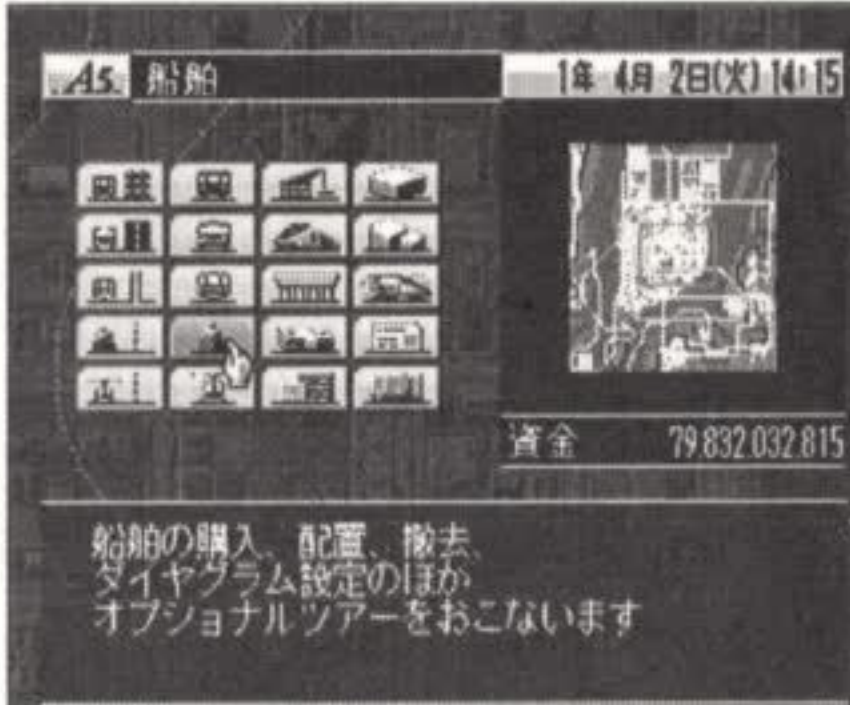 A5 船舶
1年 4月 2日(火) 14:15
資金 79,832,032,815
船舶の購入、配置、撤去、
ダイヤグラム設定のほか
オプショナルツアーをおこないます